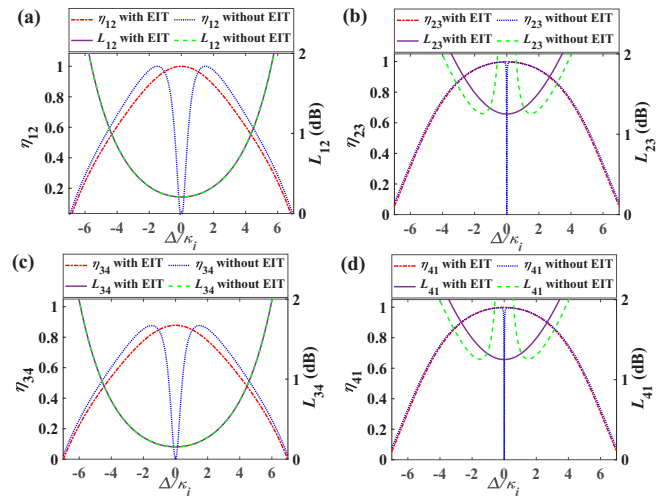 (a)
η12 with EIT η12 without EIT
L12 with EIT L12 without EIT
2
1
0.8
0.6
0.4
0.2
η12
1
0
L12 (dB)
-6 -4 -2 0 2 4 6
Δ/κi
(b)
η23 with EIT η23 without EIT
L23 with EIT L23 without EIT
2
1
0.8
0.6
0.4
0.2
0
η23
1
0
L23 (dB)
-6 -4 -2 0 2 4 6
Δ/κi
(c)
η34 with EIT η34 without EIT
L34 with EIT L34 without EIT
2
1
0.8
0.6
0.4
0.2
0
η34
1
0
L34 (dB)
-6 -4 -2 0 2 4 6
Δ/κi
(d)
η41 with EIT η41 without EIT
L41 with EIT L41 without EIT
2
1
0.8
0.6
0.4
0.2
0
η41
1
0
L41 (dB)
-6 -4 -2 0 2 4 6
Δ/κi